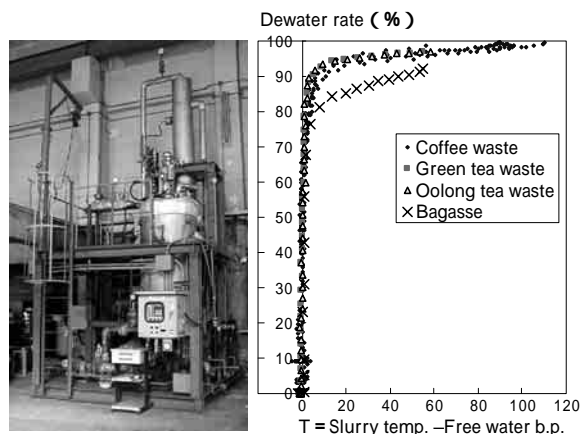 Dewater rate (%)
100
90
80
70
60
50
40
30
20
10
0
Coffee waste
Green tea waste
Oolong tea waste
Bagasse
0 20 40 60 80 100 120
T = Slurry temp. –Free water b.p.